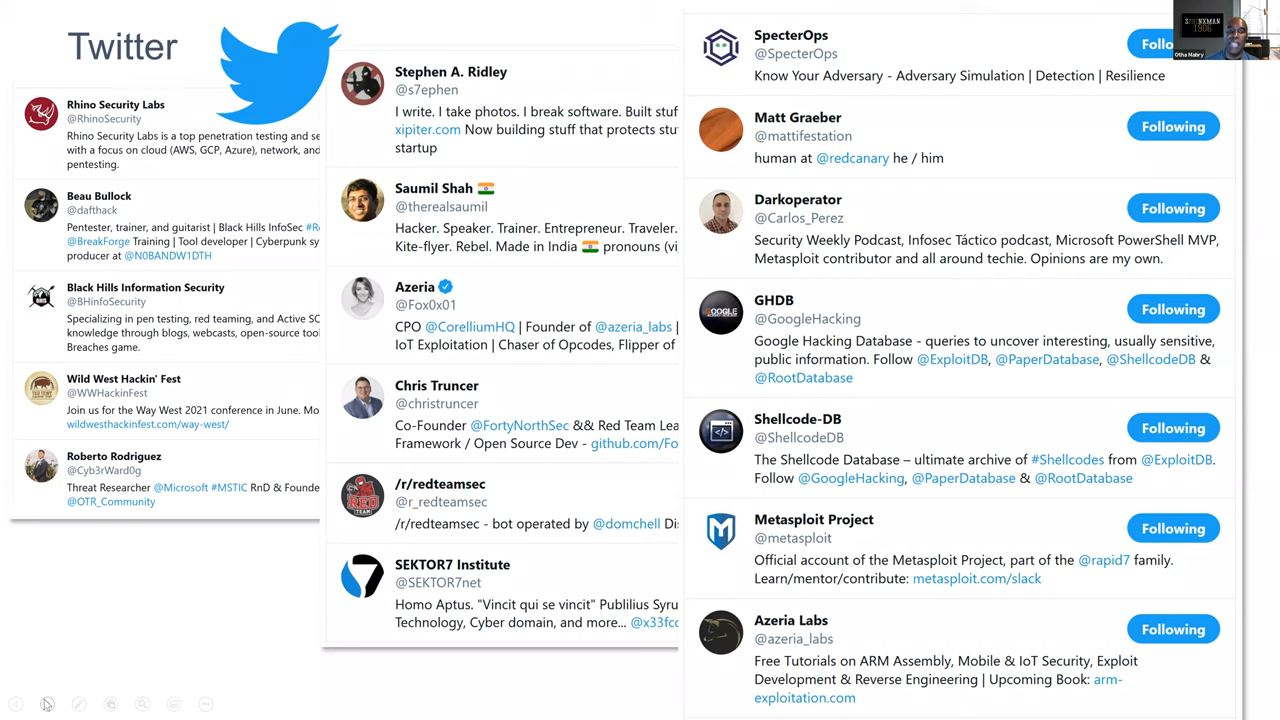 Twitter
Rhino Security Labs
@RhinoSecurity
Rhino Security Labs is a top penetration testing and se
with a focus on cloud (AWS, GCP, Azure), network, and
pentesting.
Beau Bullock
@dafthack
Pentester, trainer, and guitarist | Black Hills InfoSec #R
@BreakForge Training | Tool developer | Cyberpunk sy
producer at @N0BANDW1DTH
Black Hills Information Security
@BHinfoSecurity
Specializing in pen testing, red teaming, and Active SO
knowledge through blogs, webcasts, open-source tool
Breaches game.
Wild West Hackin' Fest
@WWHackinFest
Join us for the Way West 2021 conference in June. Mo
wildwesthackinfest.com/way-west/
Roberto Rodriguez
@Cyb3rWard0g
Threat Researcher @Microsoft #MSTIC RnD & Founde
@OTR_Community
Stephen A. Ridley
@s7ephen
I write. I take photos. I break software. Built stuf
xipiter.com Now building stuff that protects stu
startup
Saumil Shah
@therealsaumil
Hacker. Speaker. Trainer. Entrepreneur. Traveler.
Kite-flyer. Rebel. Made in India 🇮🇳 pronouns (vi
Azeria
@Fox0x01
CPO @CorelliumHQ | Founder of @azeria_labs |
IoT Exploitation | Chaser of Opcodes, Flipper of
Chris Truncer
@christruncer
Co-Founder @FortyNorthSec && Red Team Lea
Framework / Open Source Dev - github.com/Fo
/r/redteamsec
@r_redteamsec
/r/redteamsec - bot operated by @domchell Di
RED
TEAM
SEKTOR7 Institute
@SEKTOR7net
Homo Aptus. "Vincit qui se vincit" Publilius Syru
Technology, Cyber domain, and more... @x33fc
SpecterOps
@SpecterOps
Know Your Adversary - Adversary Simulation | Detection | Resilience
Follo
Matt Graeber
@mattifestation
human at @redcanary he / him
Following
Darkoperator
@Carlos_Perez
Security Weekly Podcast, Infosec Táctico podcast, Microsoft PowerShell MVP,
Metasploit contributor and all around techie. Opinions are my own.
Following
GHDB
@GoogleHacking
Google Hacking Database - queries to uncover interesting, usually sensitive,
public information. Follow @ExploitDB, @PaperDatabase, @ShellcodeDB &
@RootDatabase
Following
GOOGLE
Shellcode-DB
@ShellcodeDB
The Shellcode Database – ultimate archive of #Shellcodes from @ExploitDB.
Follow @GoogleHacking, @PaperDatabase & @RootDatabase
Following
Metasploit Project
@metasploit
Official account of the Metasploit Project, part of the @rapid7 family.
Learn/mentor/contribute: metasploit.com/slack
Following
Azeria Labs
@azeria_labs
Free Tutorials on ARM Assembly, Mobile & IoT Security, Exploit
Development & Reverse Engineering | Upcoming Book: arm-
exploitation.com
Following
SPHINXMAN
1906
Otha Mabry